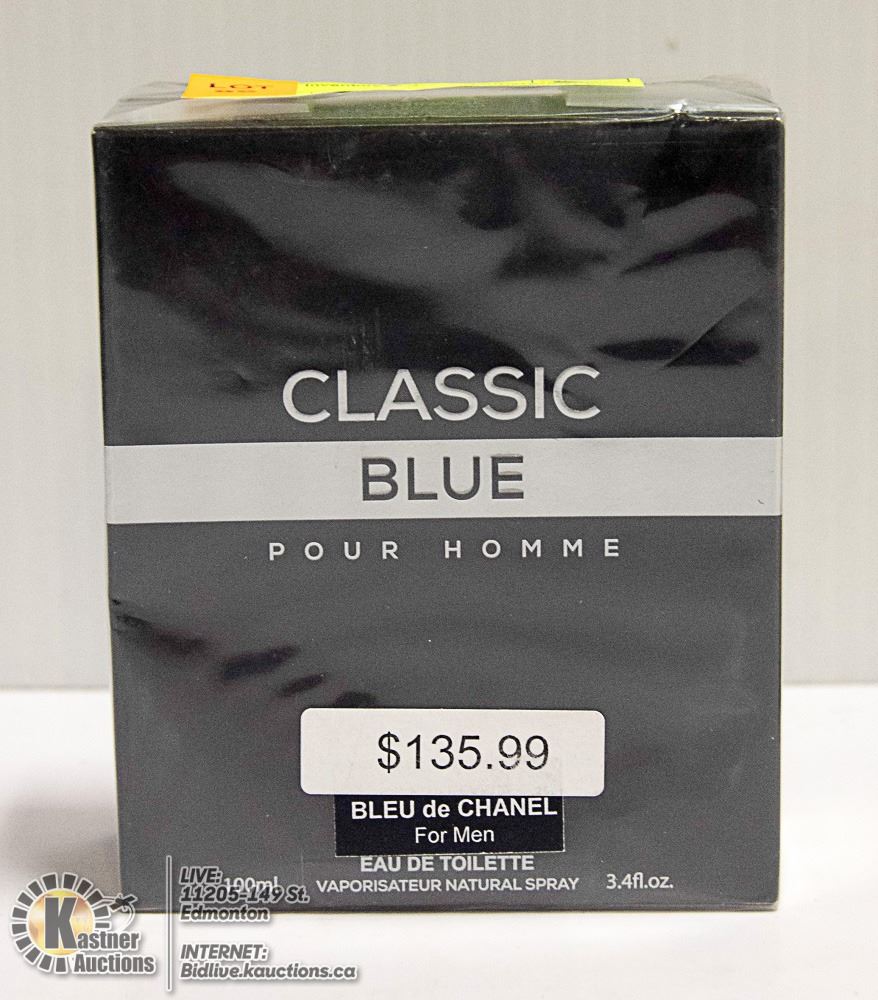 LOT
CLASSIC
BLUE
POUR HOMME
$135.99
BLEU de CHANEL
For Men
EAU DE TOILETTE
100ml VAPORISATEUR NATURAL SPRAY 3.4fl.oz.
Kastner
Auctions
LIVE:
11205-149 St.
Edmonton
INTERNET:
Bidlive.kauctions.ca